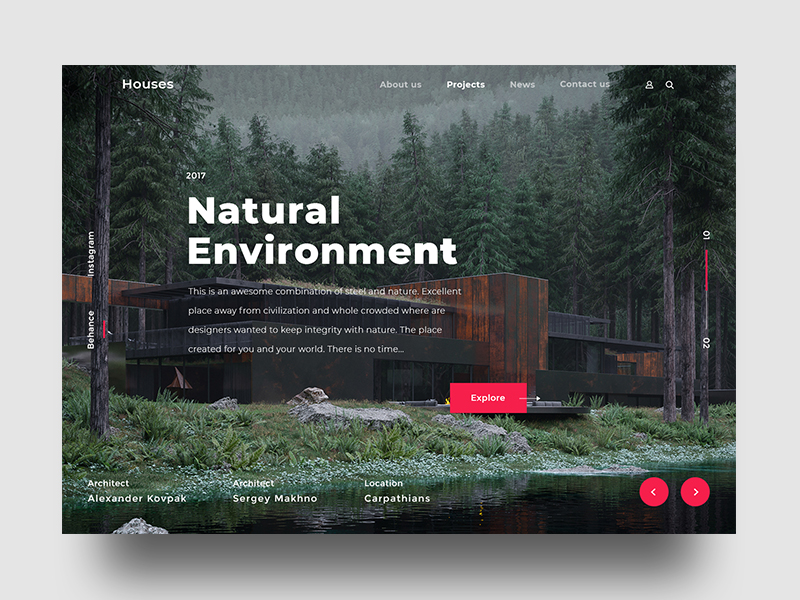 Houses
About us
Projects
News
Contact us
2017
Natural
Environment
This is an awesome combination of steel and nature. Excellent
place away from civilization and whole crowded where are
designers wanted to keep integrity with nature. The place
created for you and your world. There is no time...
Explore
Instagram
Behance
01
02
Architect
Alexander Kovpak
Architect
Sergey Makhno
Location
Carpathians